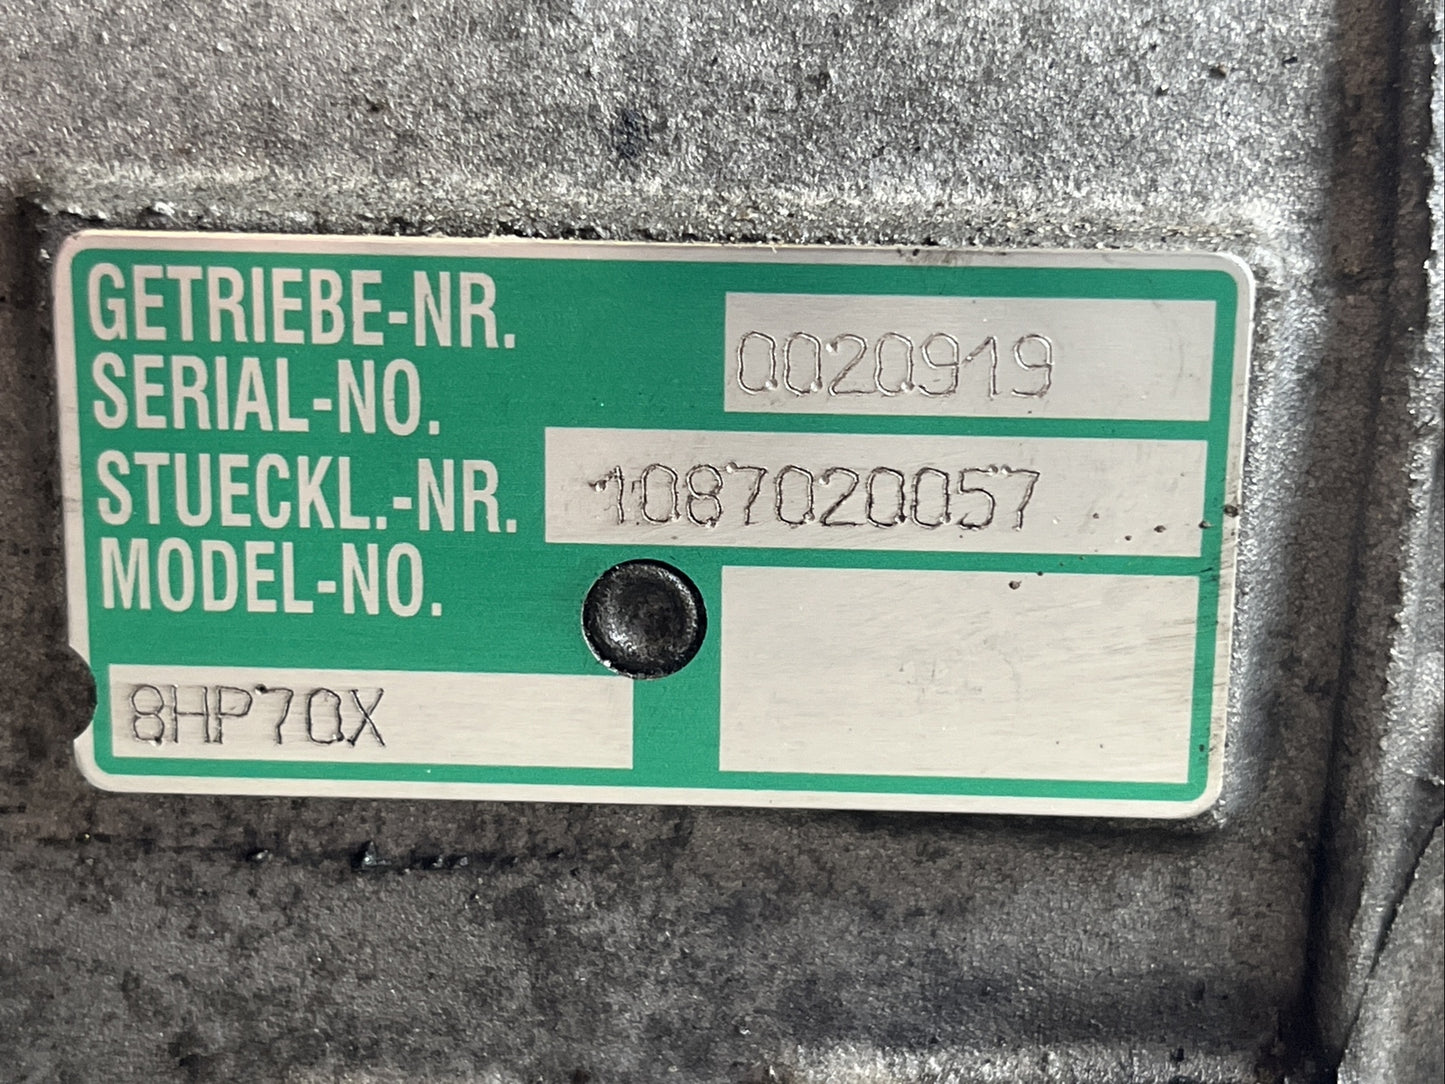 GETRIEBE-NR.
SERIAL-NO.
0020919
STUECKL.-NR.
1087020057
MODEL-NO.
8HP70X